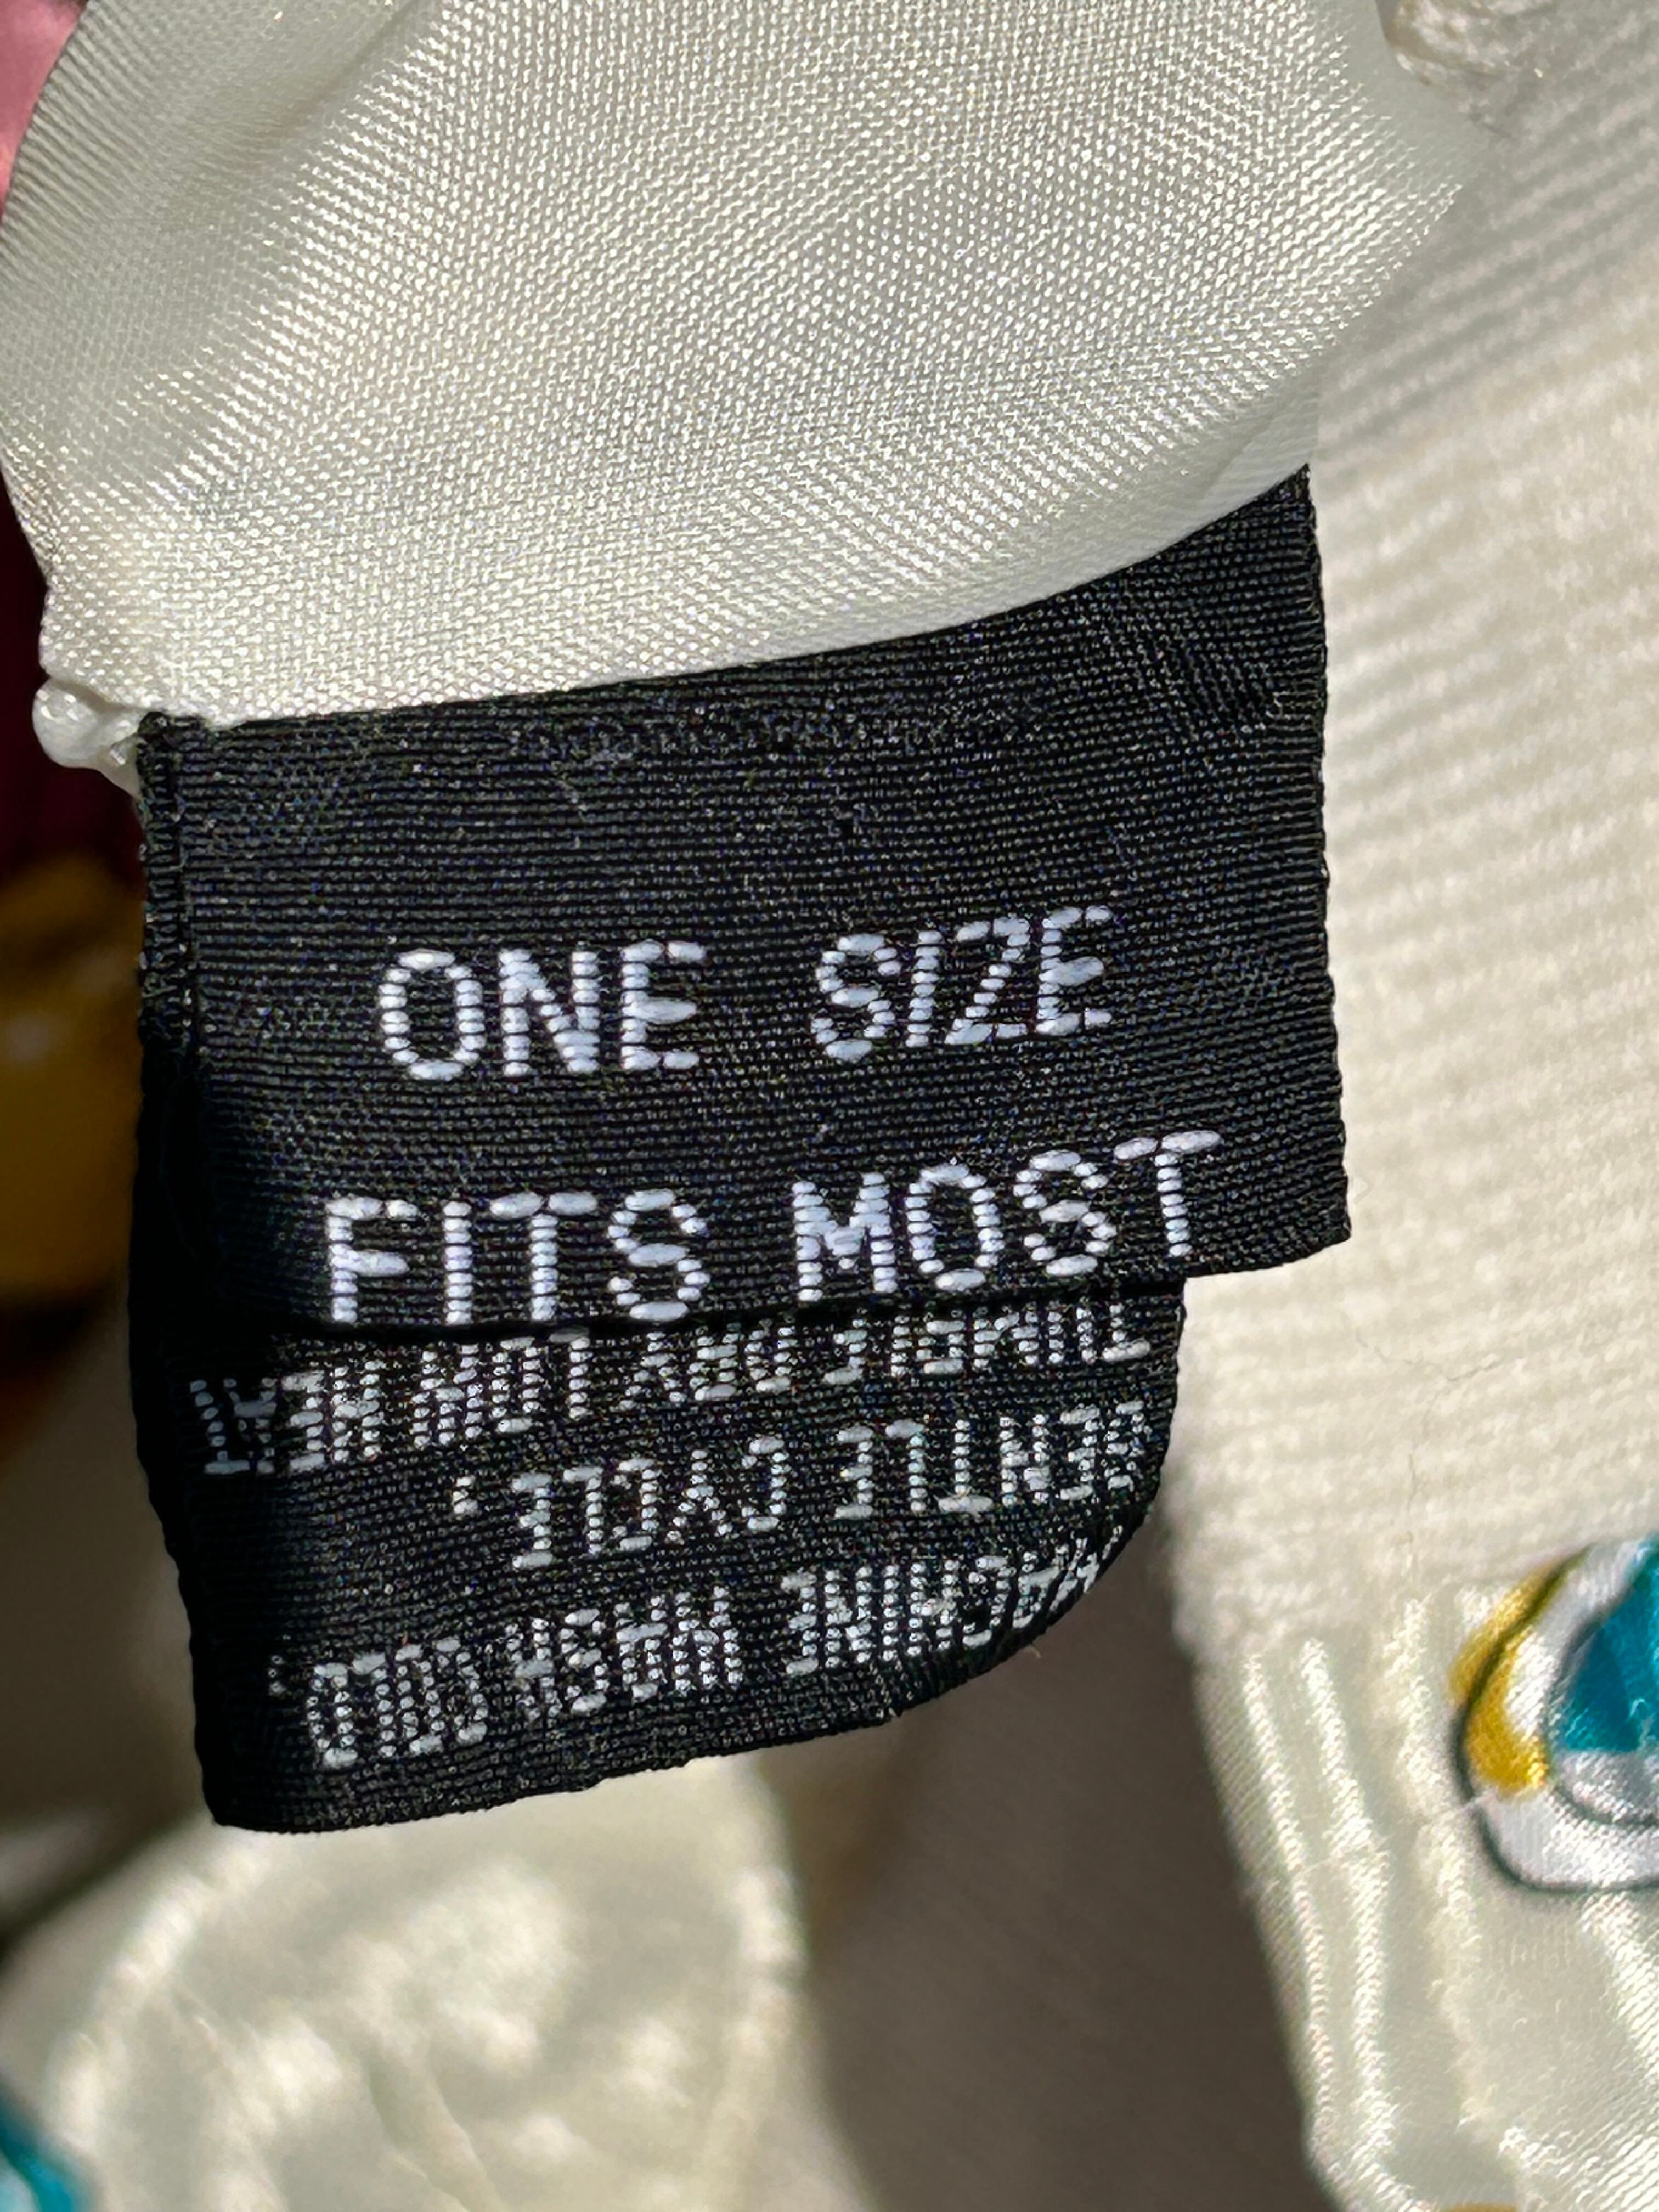 ONE SIZE
FITS MOST
MACHINE WASH COLD,
GENTLE CYCLE,
TUMBLE DRY LOW HEAT